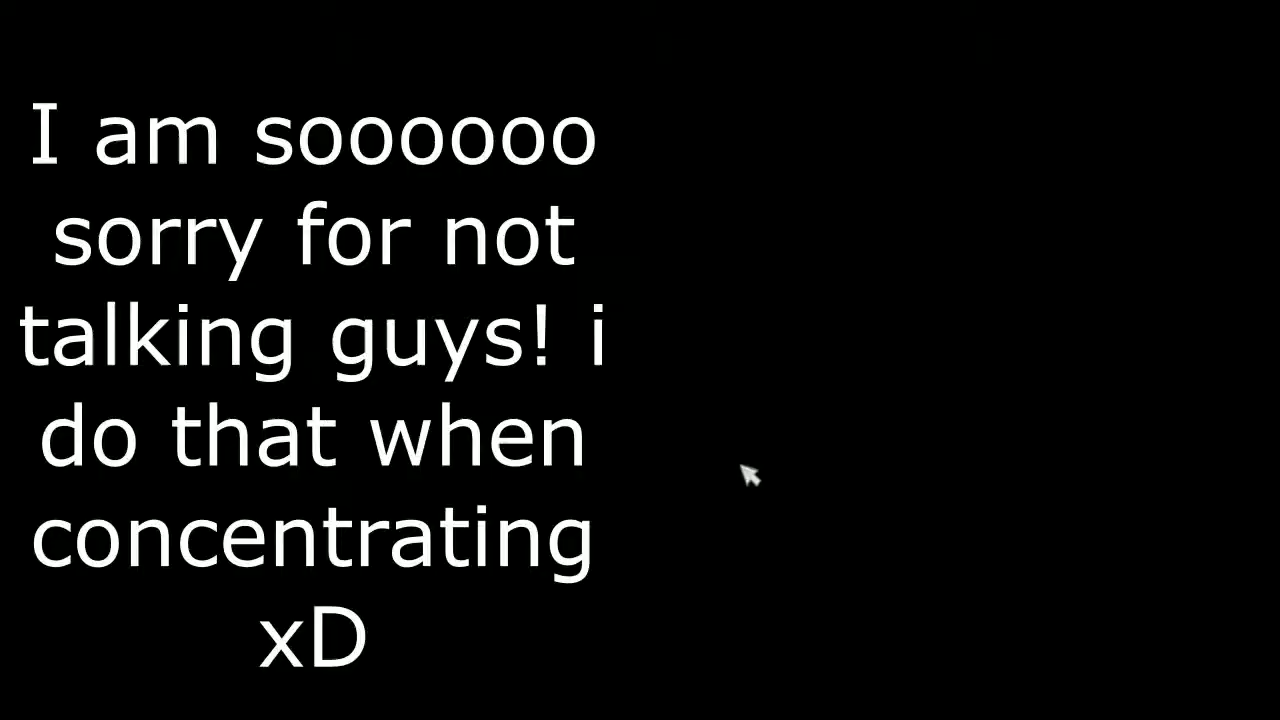 I am soooooo
sorry for not
talking guys! i
do that when
concentrating
xD